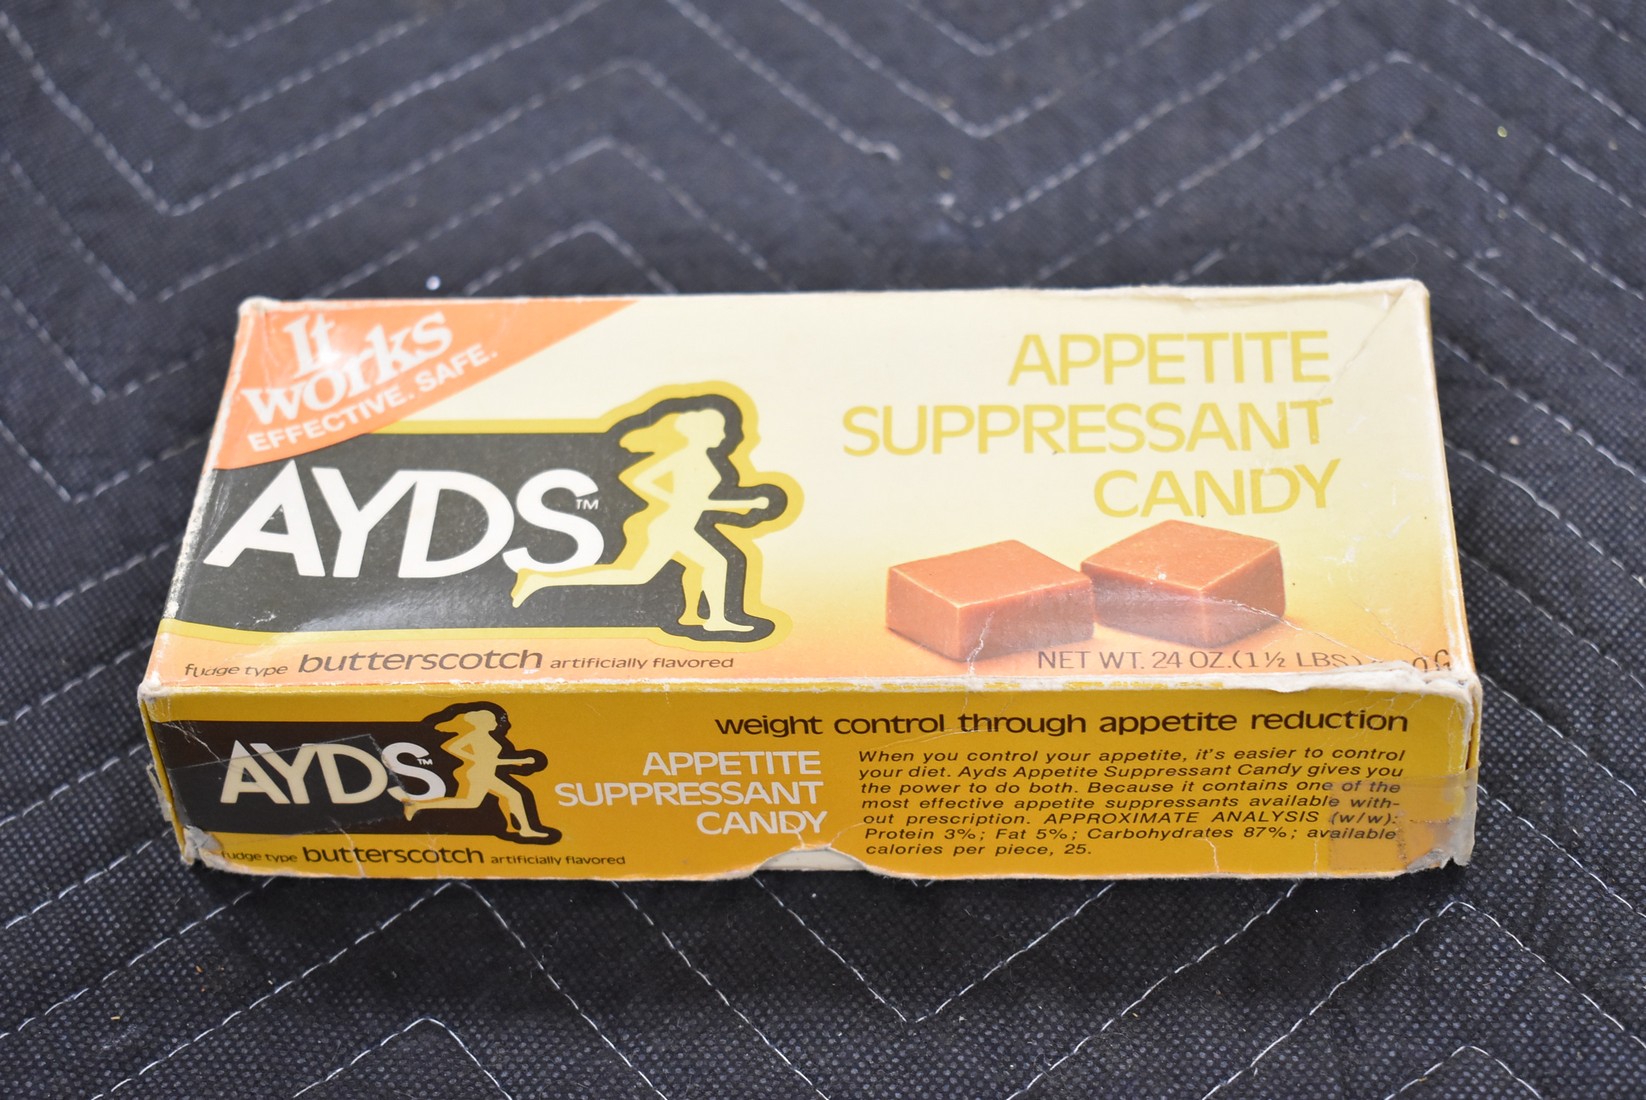 It
works
EFFECTIVE. SAFE.
AYDS™
APPETITE
SUPPRESSANT
CANDY
fudge type butterscotch artificially flavored
NET WT. 24 OZ. (1 ½ LBS) G
AYDS™
fudge type butterscotch artificially flavored
APPETITE
SUPPRESSANT
CANDY
weight control through appetite reduction
When you control your appetite, it's easier to control
your diet. Ayds Appetite Suppressant Candy gives you
the power to do both. Because it contains one of the
most effective appetite suppressants available with-
out prescription. APPROXIMATE ANALYSIS (w/w):
Protein 3%; Fat 5%; Carbohydrates 87%; available
calories per piece, 25.